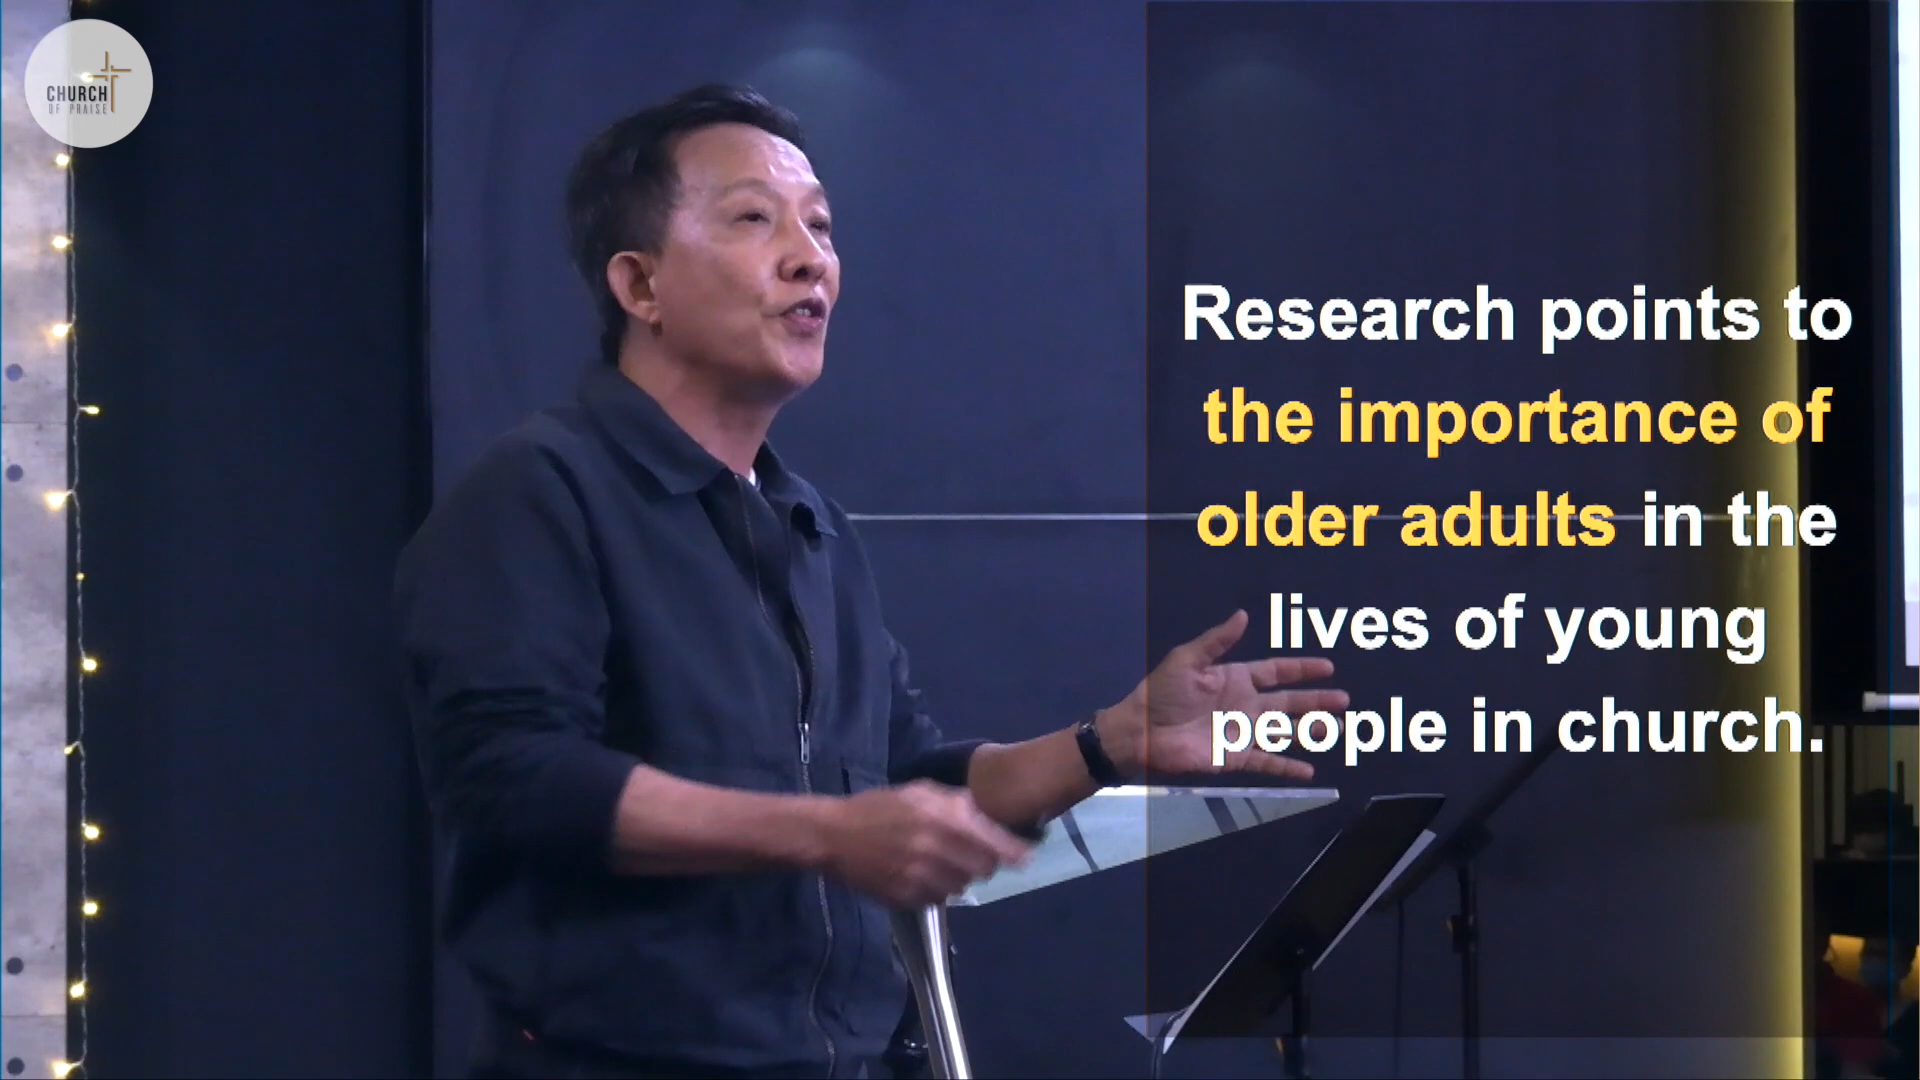 CHURCH
OF PRAISE
Research points to
the importance of
older adults in the
lives of young
people in church.